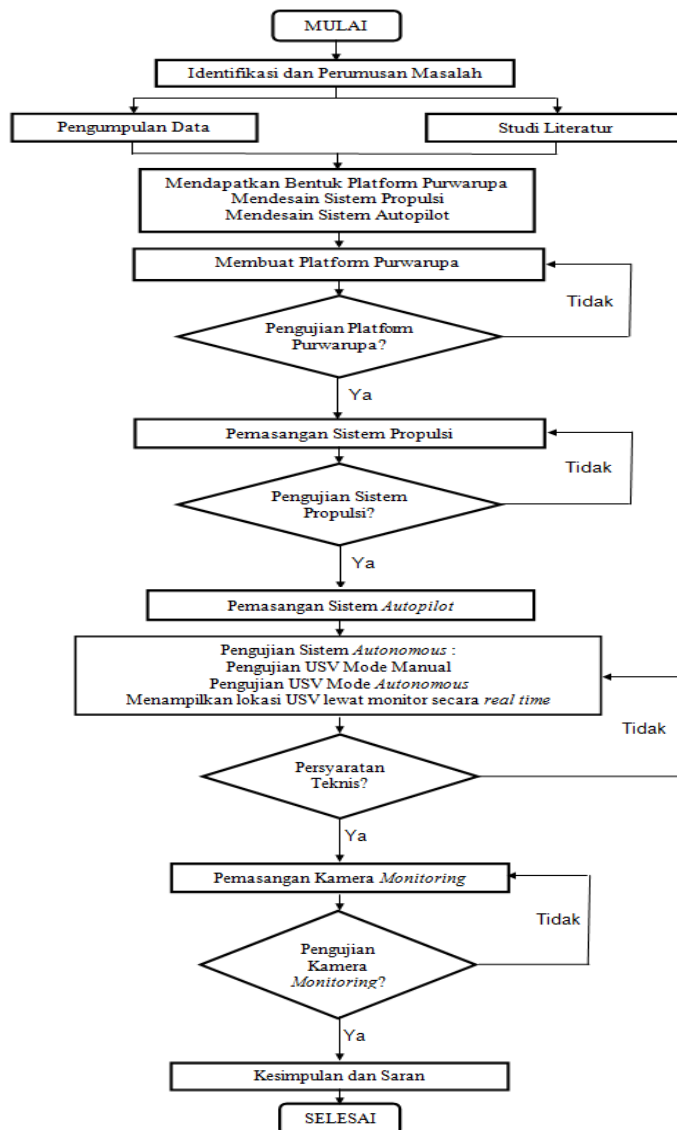 MULAI
Identifikasi dan Perumusan Masalah
Pengumpulan Data
Studi Literatur
Mendapatkan Bentuk Platform Purwarupa
Mendesain Sistem Propulsi
Mendesain Sistem Autopilot
Membuat Platform Purwarupa
Tidak
Pengujian Platform
Purwarupa?
Ya
Pemasangan Sistem Propulsi
Tidak
Pengujian Sistem
Propulsi?
Ya
Pemasangan Sistem Autopilot
Pengujian Sistem Autonomous :
Pengujian USV Mode Manual
Pengujian USV Mode Autonomous
Menampilkan lokasi USV lewat monitor secara real time
Tidak
Persyaratan
Teknis?
Ya
Pemasangan Kamera Monitoring
Tidak
Pengujian
Kamera
Monitoring?
Ya
Kesimpulan dan Saran
SELESAI